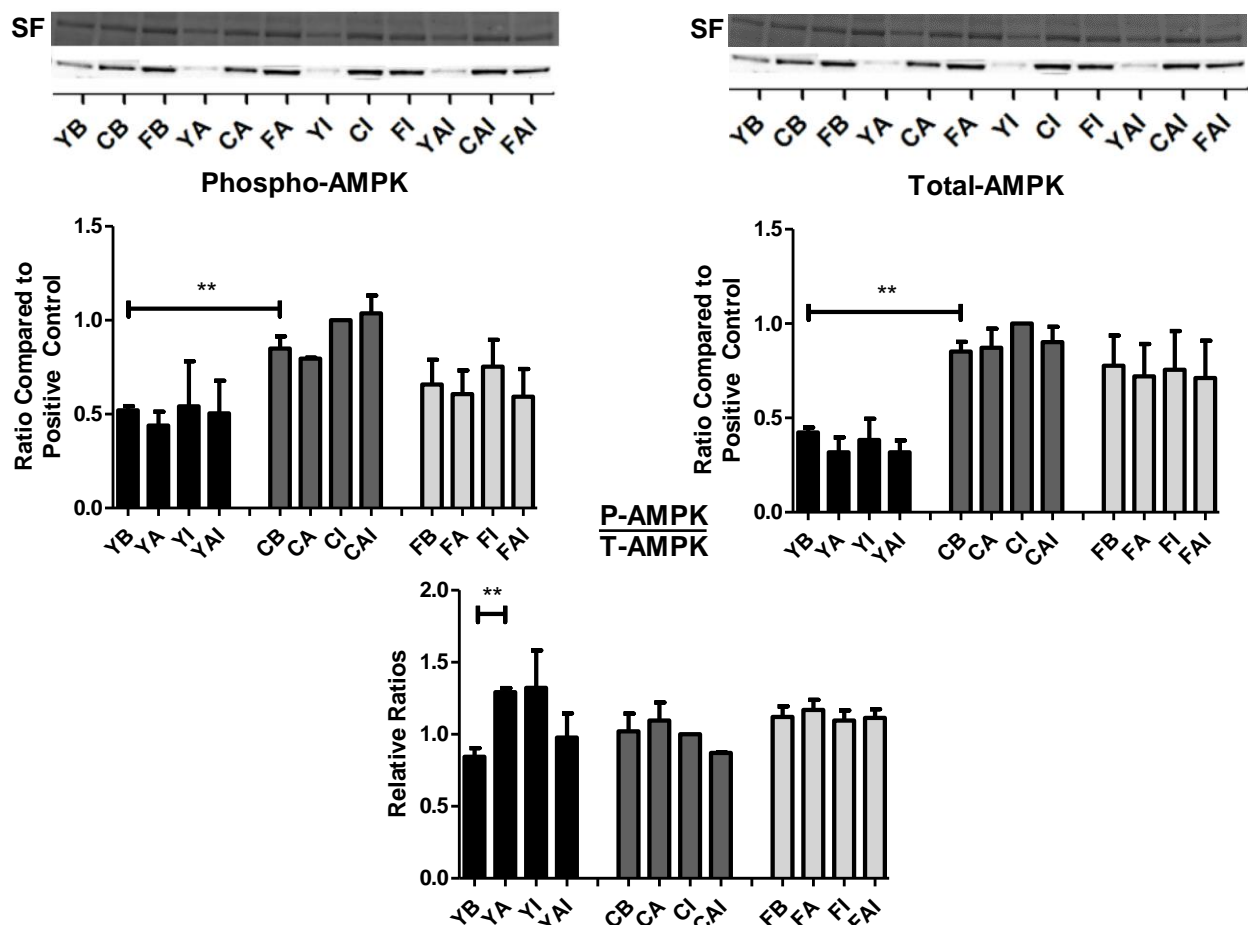 SF
YB CB FB YA CA FA YI CI FI YAI CAI FAI
Phospho-AMPK
Ratio Compared to
Positive Control
1.5
**
1.0
0.5
0.0
YB YA YI YAI CB CA CI CAI FB FA FI FAI
SF
YB CB FB YA CA FA YI CI FI YAI CAI FAI
Total-AMPK
Ratio Compared to
Positive Control
1.5
**
1.0
0.5
0.0
YB YA YI YAI CB CA CI CAI FB FA FI FAI
P-AMPK
T-AMPK
Relative Ratios
2.0
**
1.5
1.0
0.5
0.0
YB YA YI YAI CB CA CI CAI FB FA FI FAI